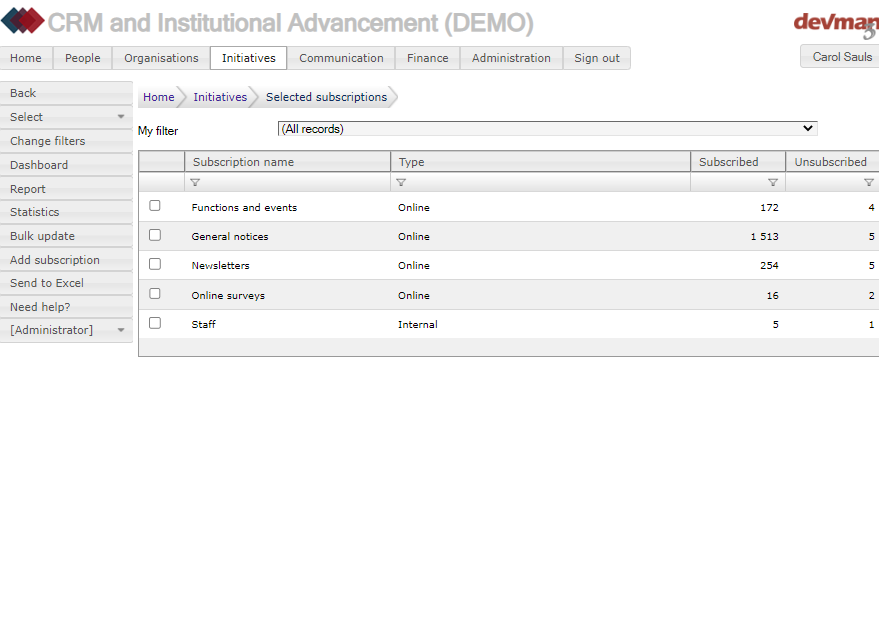 CRM and Institutional Advancement (DEMO)
deVman
3
Home People Organisations Initiatives Communication Finance Administration Sign out
Carol Sauls
Back
Select
Change filters
Dashboard
Report
Statistics
Bulk update
Add subscription
Send to Excel
Need help?
[Administrator]
Home Initiatives Selected subscriptions
My filter (All records)
Subscription name Type Subscribed Unsubscribed
Functions and events Online 172 4
General notices Online 1 513 5
Newsletters Online 254 5
Online surveys Online 16 2
Staff Internal 5 1